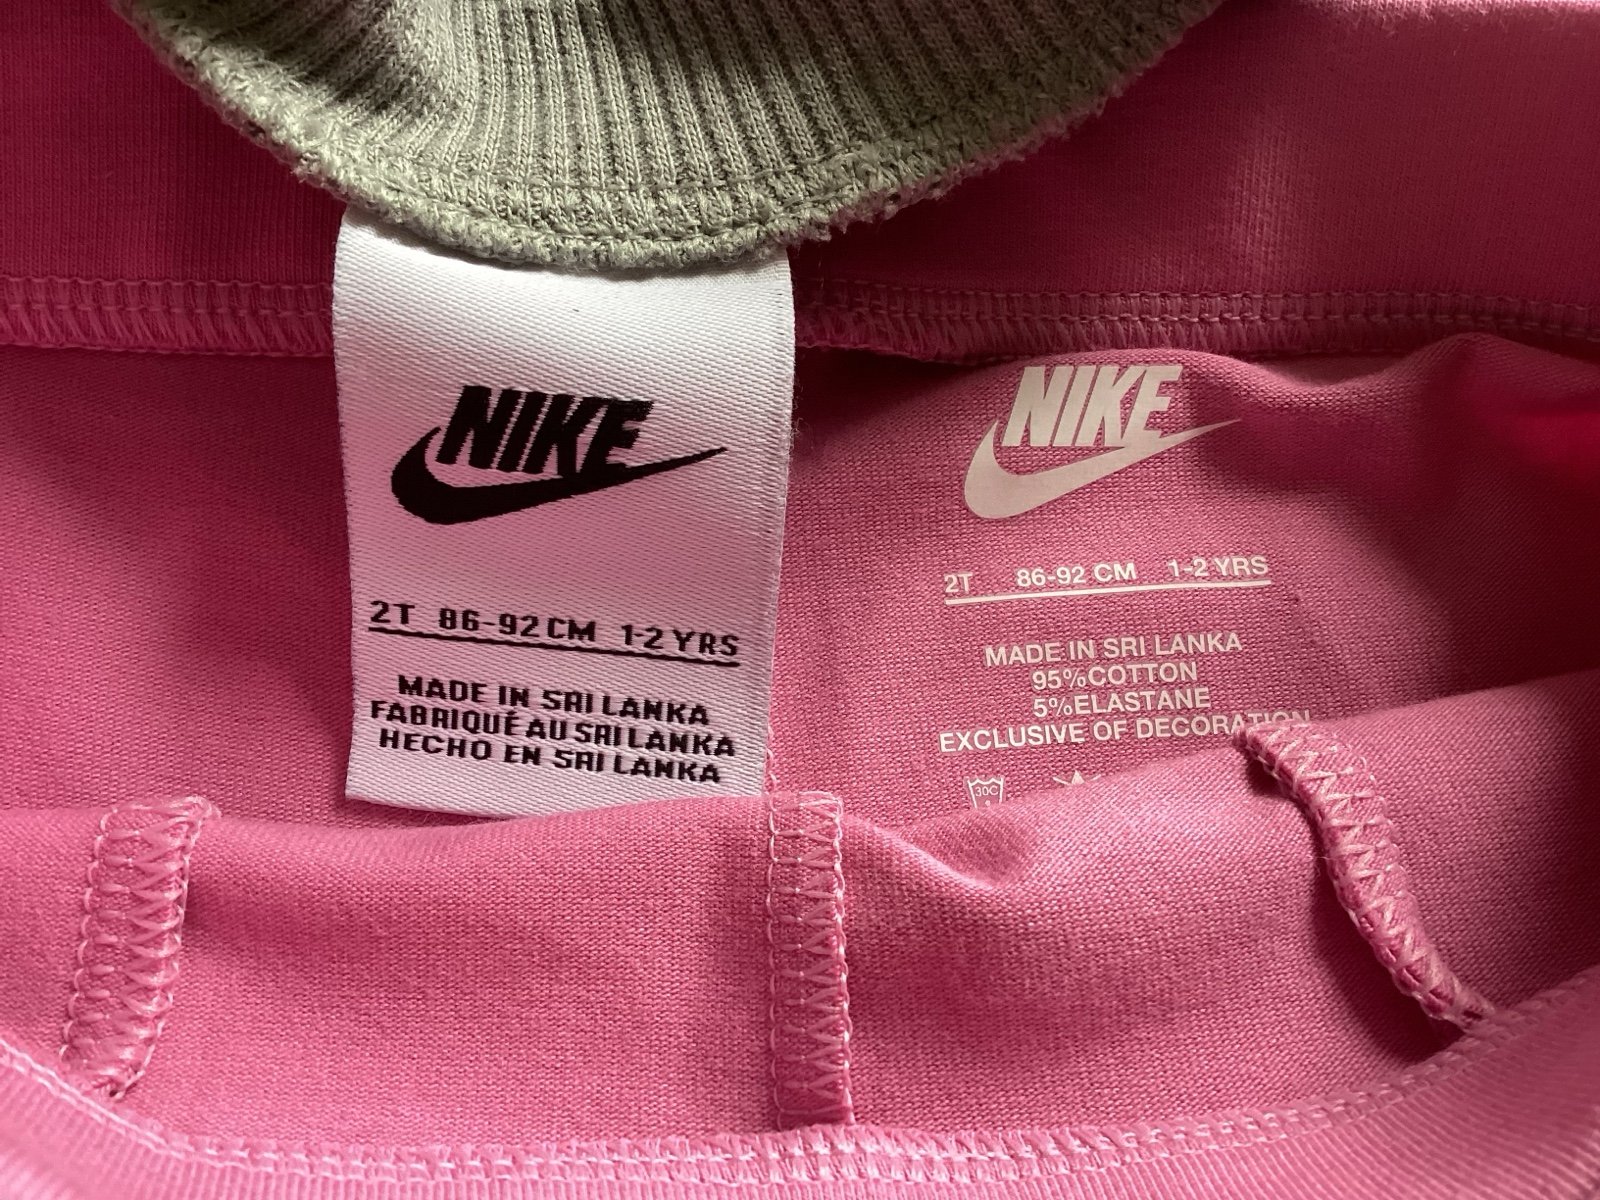 NIKE
2T 86-92 CM 1-2 YRS
MADE IN SRI LANKA
FABRIQUÉ AU SRI LANKA
HECHO EN SRI LANKA
NIKE
2T 86-92 CM 1-2 YRS
MADE IN SRI LANKA
95%COTTON
5%ELASTANE
EXCLUSIVE OF DECORATION
30C